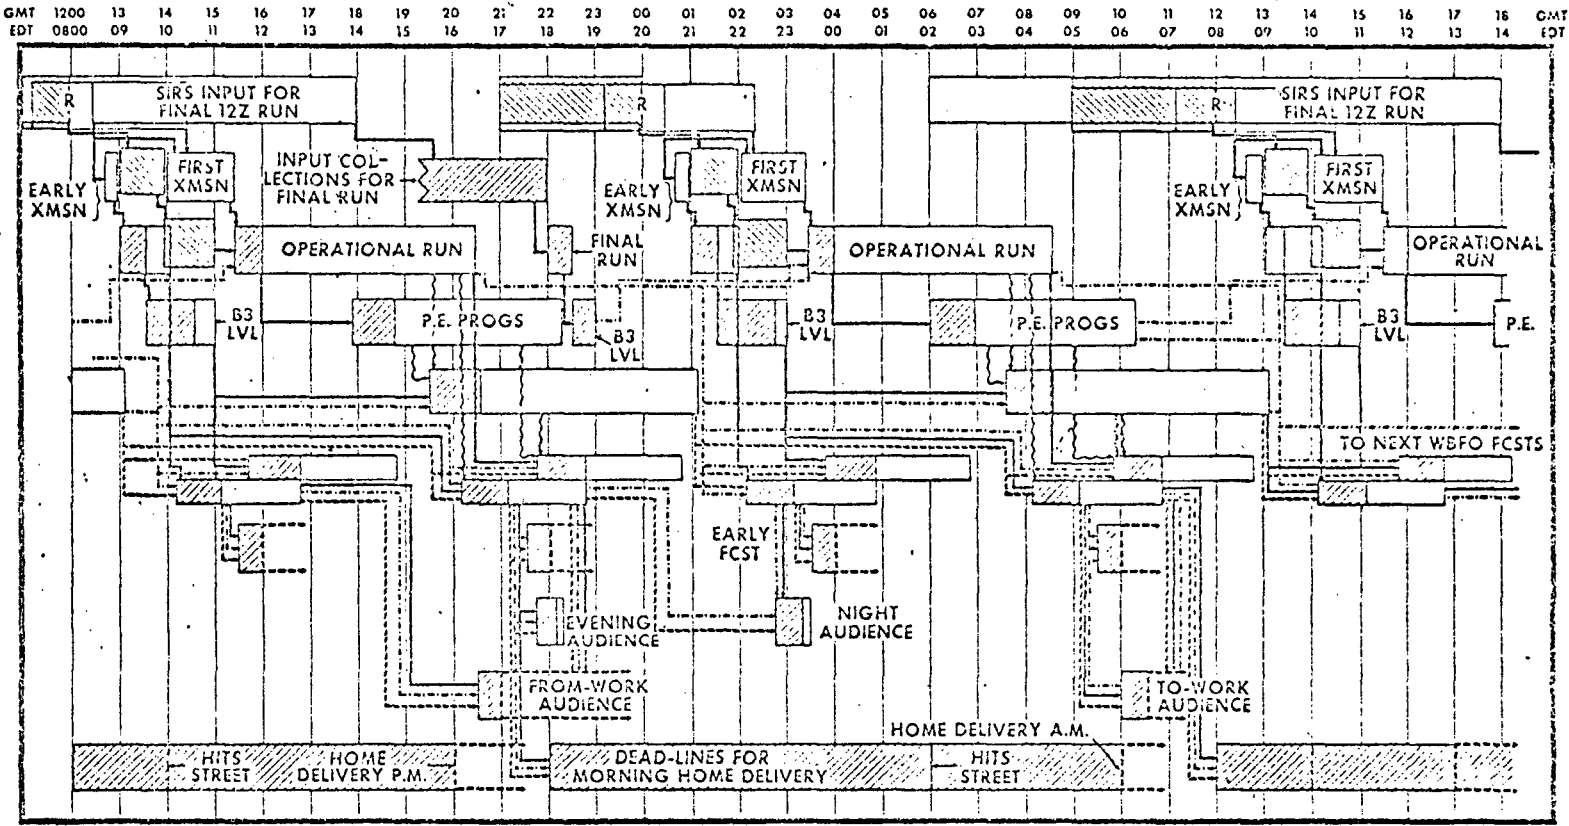 GMT 1200 13 14 15 16 17 18 19 20 21 22 23 00 01 02 03 04 05 06 07 08 09 10 11 12 13 14 15 16 17 18 GMT
EDT 0800 09 10 11 12 13 14 15 16 17 18 19 20 21 22 23 00 01 02 03 04 05 06 07 08 09 10 11 12 13 14 EDT
R
SIRS INPUT FOR
FINAL 12Z RUN
R
R
SIRS INPUT FOR
FINAL 12Z RUN
EARLY
XMSN
FIRST
XMSN
INPUT COL-
LECTIONS FOR
FINAL RUN
EARLY
XMSN
FIRST
XMSN
EARLY
XMSN
FIRST
XMSN
OPERATIONAL RUN
FINAL
RUN
OPERATIONAL RUN
OPERATIONAL
RUN
B3
LVL
P.E. PROGS
B3
LVL
B3
LVL
P.E. PROGS
B3
LVL
P.E.
TO NEXT WBFO FCSTS
EARLY
FCST
EVENING
AUDIENCE
NIGHT
AUDIENCE
FROM-WORK
AUDIENCE
TO-WORK
AUDIENCE
HOME DELIVERY A.M.
HITS
STREET
HOME
DELIVERY P.M.
DEAD-LINES FOR
MORNING HOME DELIVERY
HITS
STREET